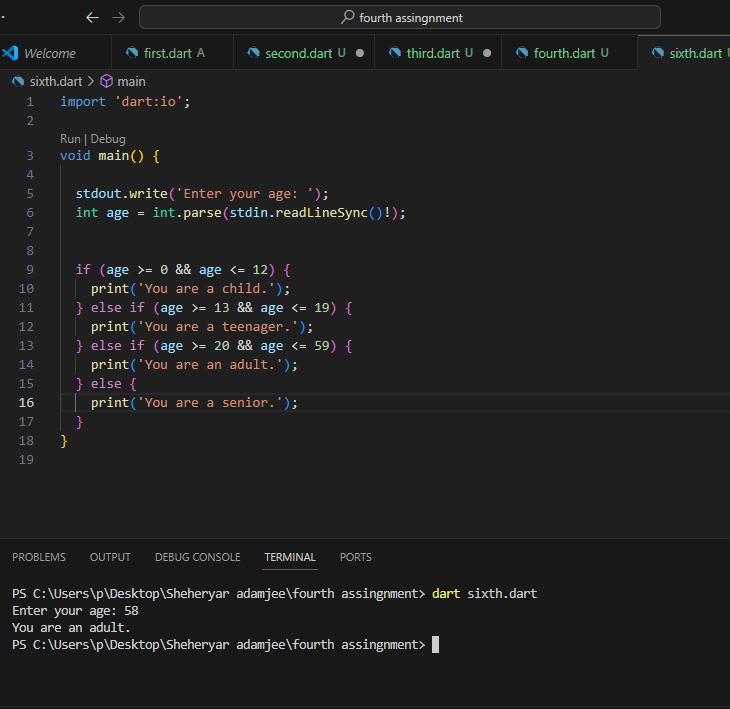 fourth assingnment
Welcome first.dart A second.dart U third.dart U fourth.dart U sixth.dart U
sixth.dart > main
1 import 'dart:io';
2
Run | Debug
3 void main() {
4
5 stdout.write('Enter your age: ');
6 int age = int.parse(stdin.readLineSync()!);
7
8
9 if (age >= 0 && age <= 12) {
10 print('You are a child.');
11 } else if (age >= 13 && age <= 19) {
12 print('You are a teenager.');
13 } else if (age >= 20 && age <= 59) {
14 print('You are an adult.');
15 } else {
16 print('You are a senior.');
17 }
18 }
19
PROBLEMS OUTPUT DEBUG CONSOLE TERMINAL PORTS
PS C:\Users\p\Desktop\Sheheryar adamjee\fourth assingnment> dart sixth.dart
Enter your age: 58
You are an adult.
PS C:\Users\p\Desktop\Sheheryar adamjee\fourth assingnment>